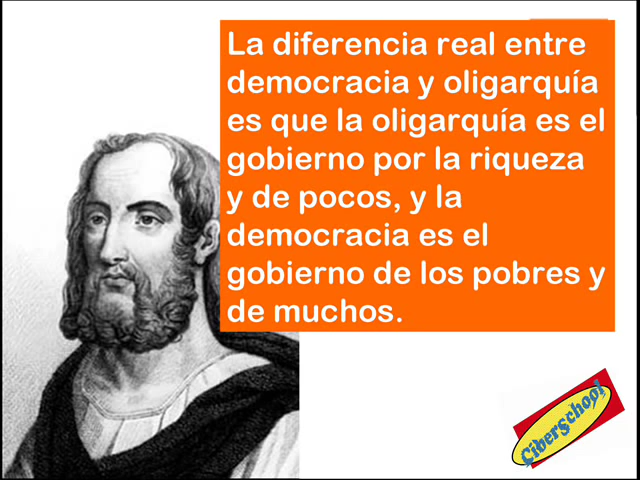 La diferencia real entre
democracia y oligarquía
es que la oligarquía es el
gobierno por la riqueza
y de pocos, y la
democracia es el
gobierno de los pobres y
de muchos.
CiberSchool